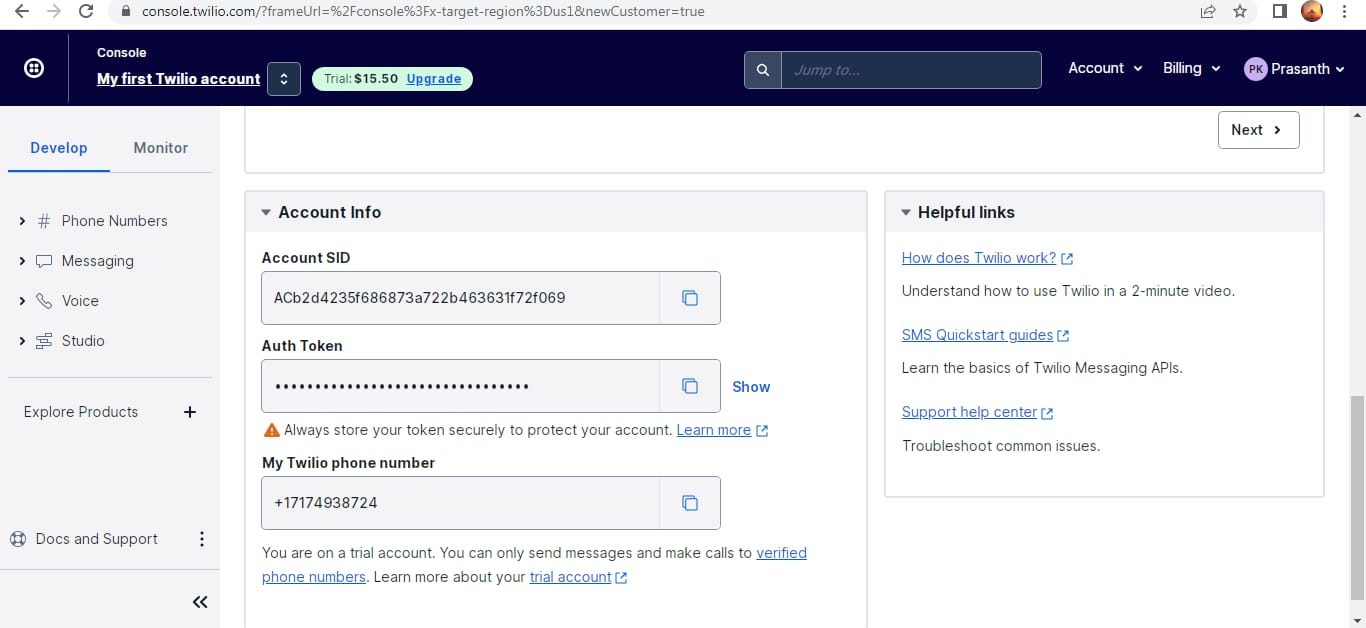 console.twilio.com/?frameUrl=%2Fconsole%3Fx-target-region%3Dus1&newCustomer=true
Console
My first Twilio account
Trial: $15.50 Upgrade
Jump to...
Account
Billing
PK Prasanth
Develop
Monitor
Phone Numbers
Messaging
Voice
Studio
Explore Products
Docs and Support
Next
Account Info
Account SID
ACb2d4235f686873a722b463631f72f069
Auth Token
••••••••••••••••••••••••••••••••
Show
Always store your token securely to protect your account. Learn more
My Twilio phone number
+17174938724
You are on a trial account. You can only send messages and make calls to verified
phone numbers. Learn more about your trial account
Helpful links
How does Twilio work?
Understand how to use Twilio in a 2-minute video.
SMS Quickstart guides
Learn the basics of Twilio Messaging APIs.
Support help center
Troubleshoot common issues.